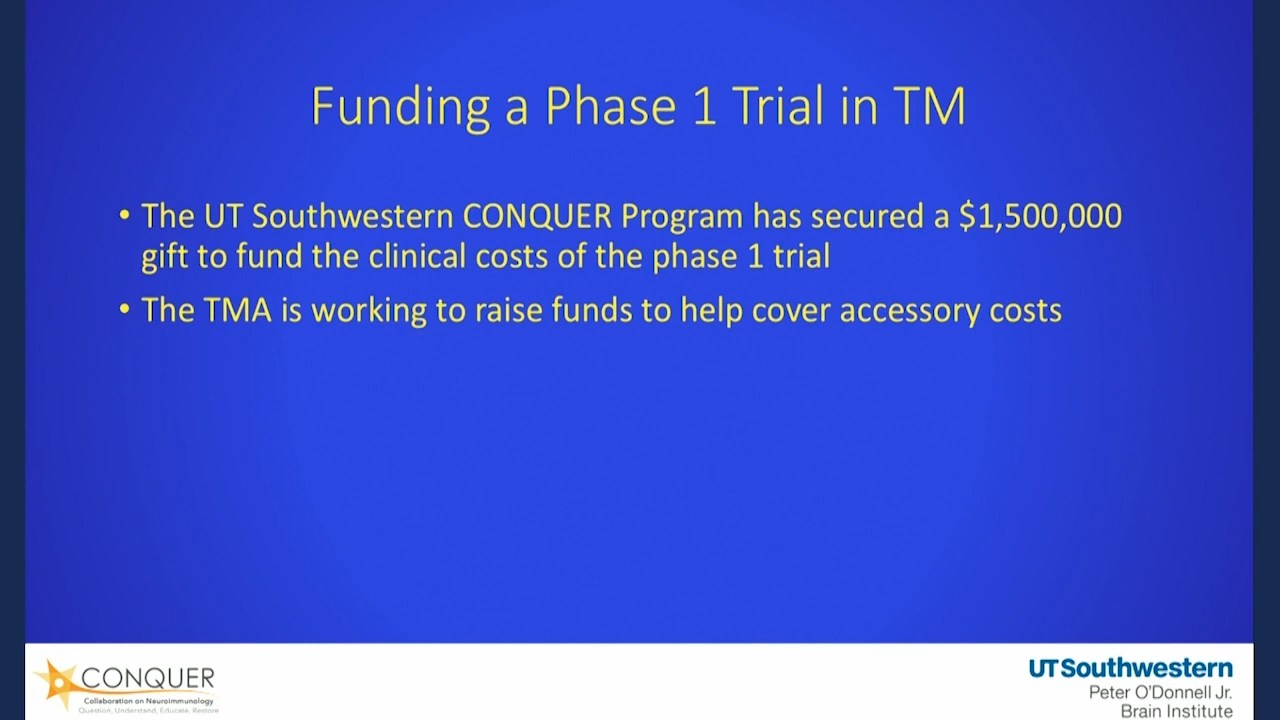 Funding a Phase 1 Trial in TM
• The UT Southwestern CONQUER Program has secured a $1,500,000
gift to fund the clinical costs of the phase 1 trial
• The TMA is working to raise funds to help cover accessory costs
CONQUER
Collaboration on Neuroimmunology
Question, Understand, Educate, Restore
UTSouthwestern
Peter O'Donnell Jr.
Brain Institute